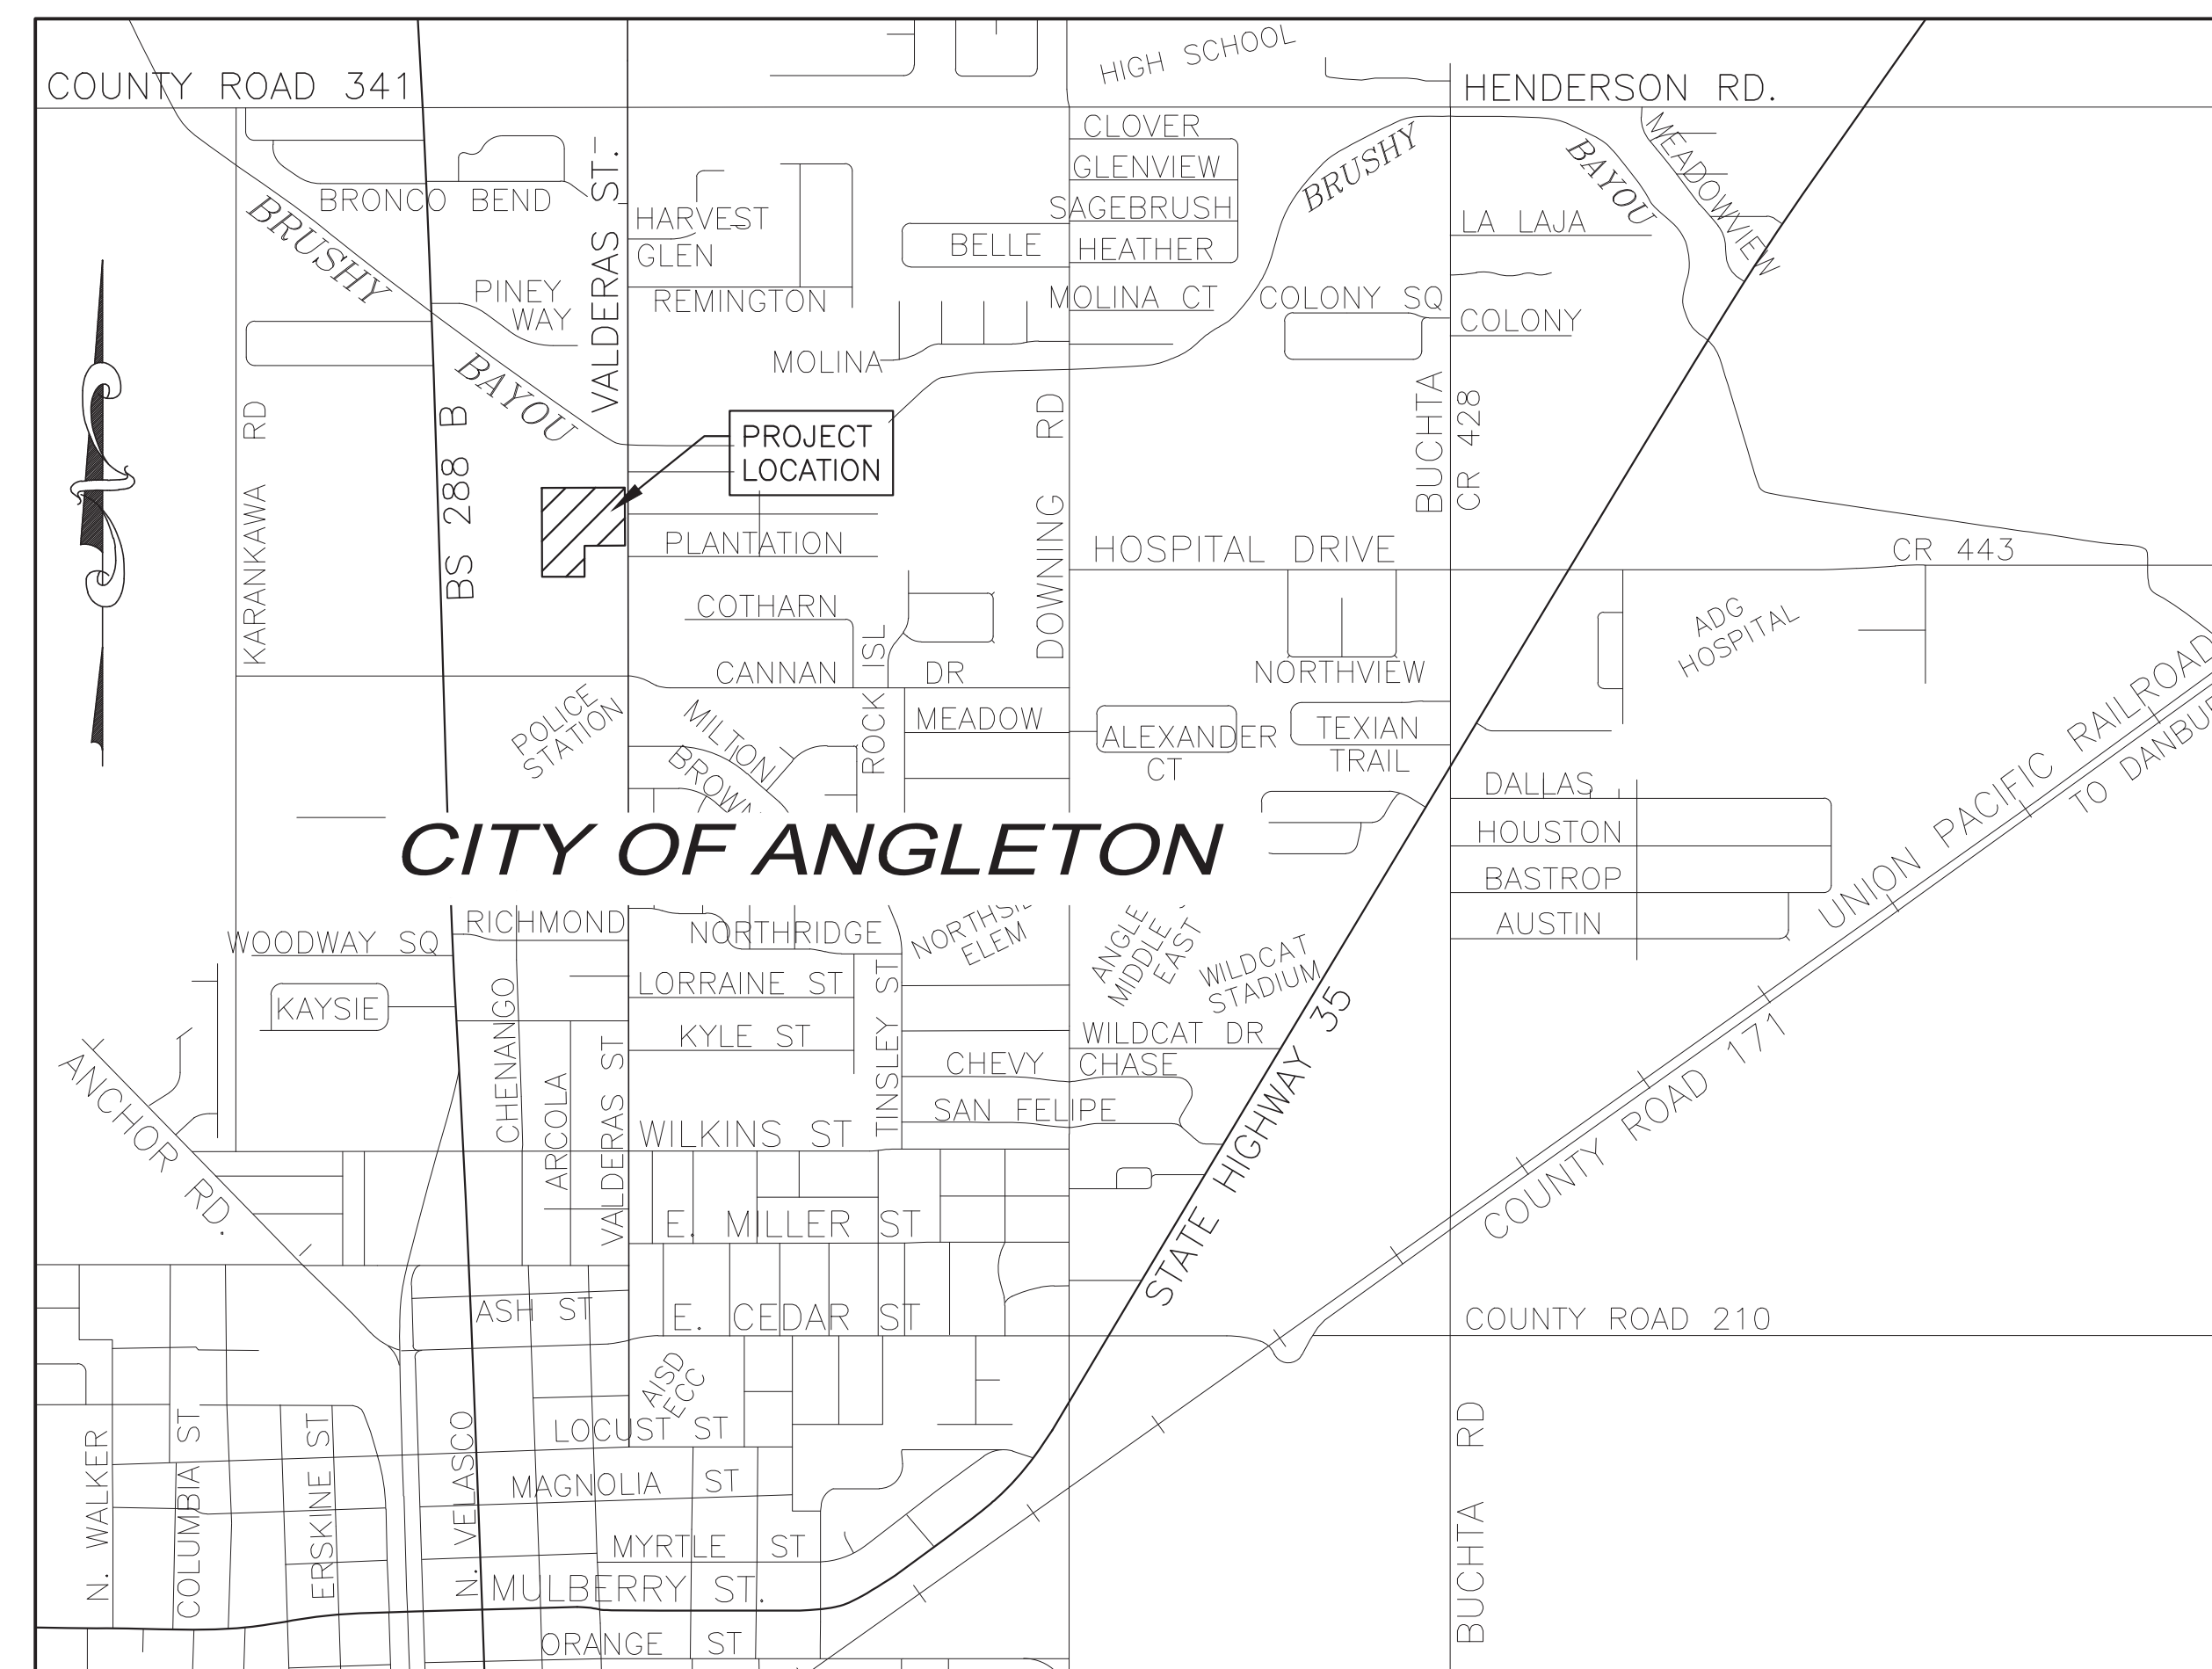 HIGH SCHOOL
COUNTY ROAD 341
HENDERSON RD.
CLOVER
GLENVIEW
SAGEBRUSH
HEATHER
BRUSHY
BAYOU
MEADOWVIEW
BRONCO BEND
VALDERAS ST.
HARVEST
GLEN
BELLE
LA LAJA
BRUSHY
BAYOU
PINEY
WAY
REMINGTON
MOLINA CT
COLONY SQ
COLONY
MOLINA
KARANKAWA RD
BS 288 B
PROJECT
LOCATION
DOWNING RD
BUCHTA
CR 428
PLANTATION
HOSPITAL DRIVE
CR 443
COTHARN
ROCK ISL
CANNAN DR
NORTHVIEW
ADG
HOSPITAL
POLICE
STATION
MILTON
BROWN
MEADOW
ALEXANDER
CT
TEXIAN
TRAIL
UNION PACIFIC RAILROAD
DALLAS
HOUSTON
BASTROP
AUSTIN
CITY OF ANGLETON
WOODWAY SQ
RICHMOND
NORTHRIDGE
ELEM
MIDDLE
EAST
WILDCAT
STADIUM
KAYSIE
CHENANGO
LORRAINE ST
TINSLEY ST
KYLE ST
WILDCAT DR
CHEVY CHASE
SAN FELIPE
STATE HIGHWAY 35
COUNTY ROAD 171
ANCHOR RD.
ARCOLA
VALDERAS ST
WILKINS ST
E. MILLER ST
ASH ST
E. CEDAR ST
COUNTY ROAD 210
AISD
ECC
LOCUST ST
N. WALKER
COLUMBIA ST
ERSKINE ST
N. VELASCO
MAGNOLIA ST
MYRTLE ST
MULBERRY ST.
ORANGE ST
BUCHTA RD